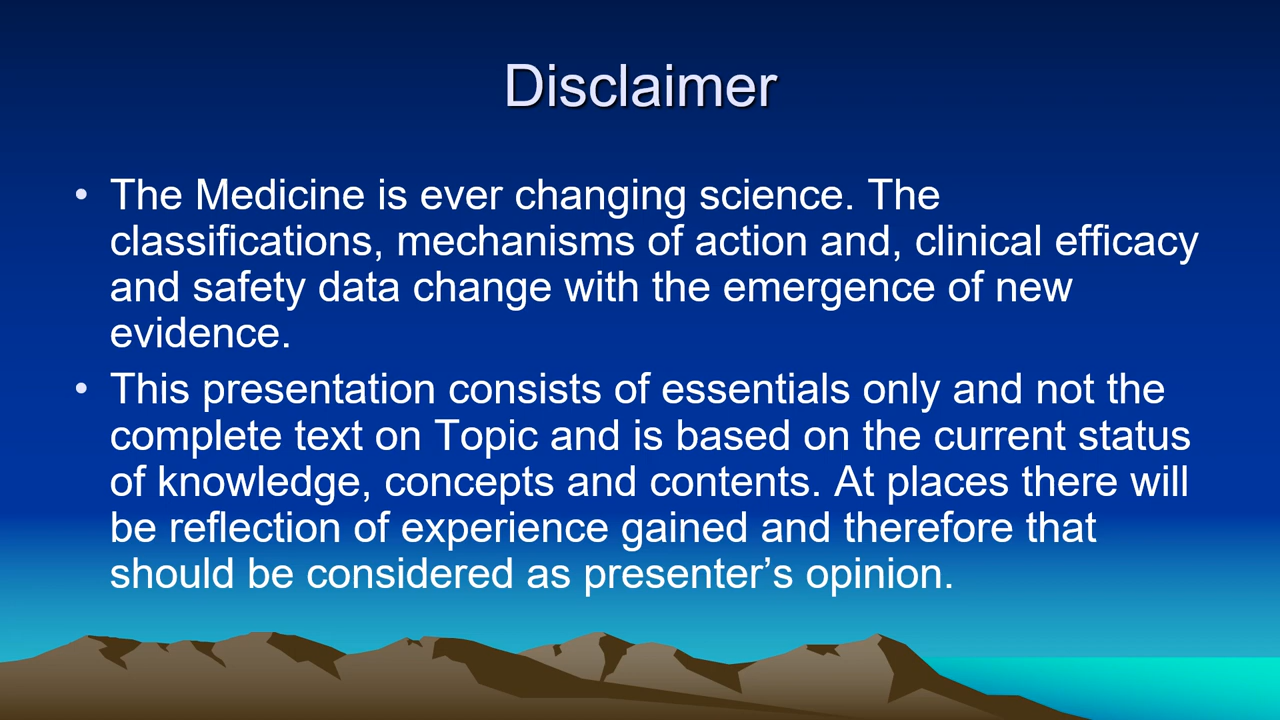 Disclaimer
• The Medicine is ever changing science. The
classifications, mechanisms of action and, clinical efficacy
and safety data change with the emergence of new
evidence.
• This presentation consists of essentials only and not the
complete text on Topic and is based on the current status
of knowledge, concepts and contents. At places there will
be reflection of experience gained and therefore that
should be considered as presenter’s opinion.